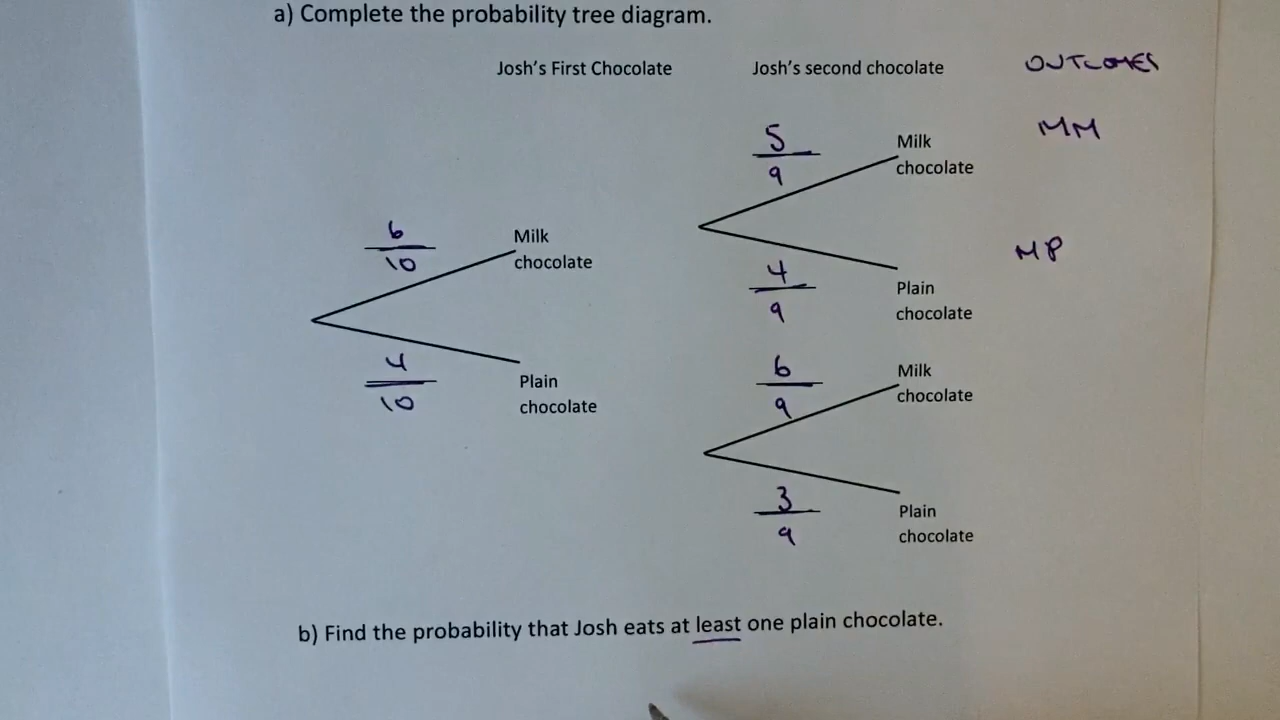 a) Complete the probability tree diagram.
Josh's First Chocolate
Josh's second chocolate
OUTCOMES
6
10
Milk
chocolate
4
10
Plain
chocolate
5
9
Milk
chocolate
MM
4
9
Plain
chocolate
MP
6
9
Milk
chocolate
3
9
Plain
chocolate
b) Find the probability that Josh eats at least one plain chocolate.